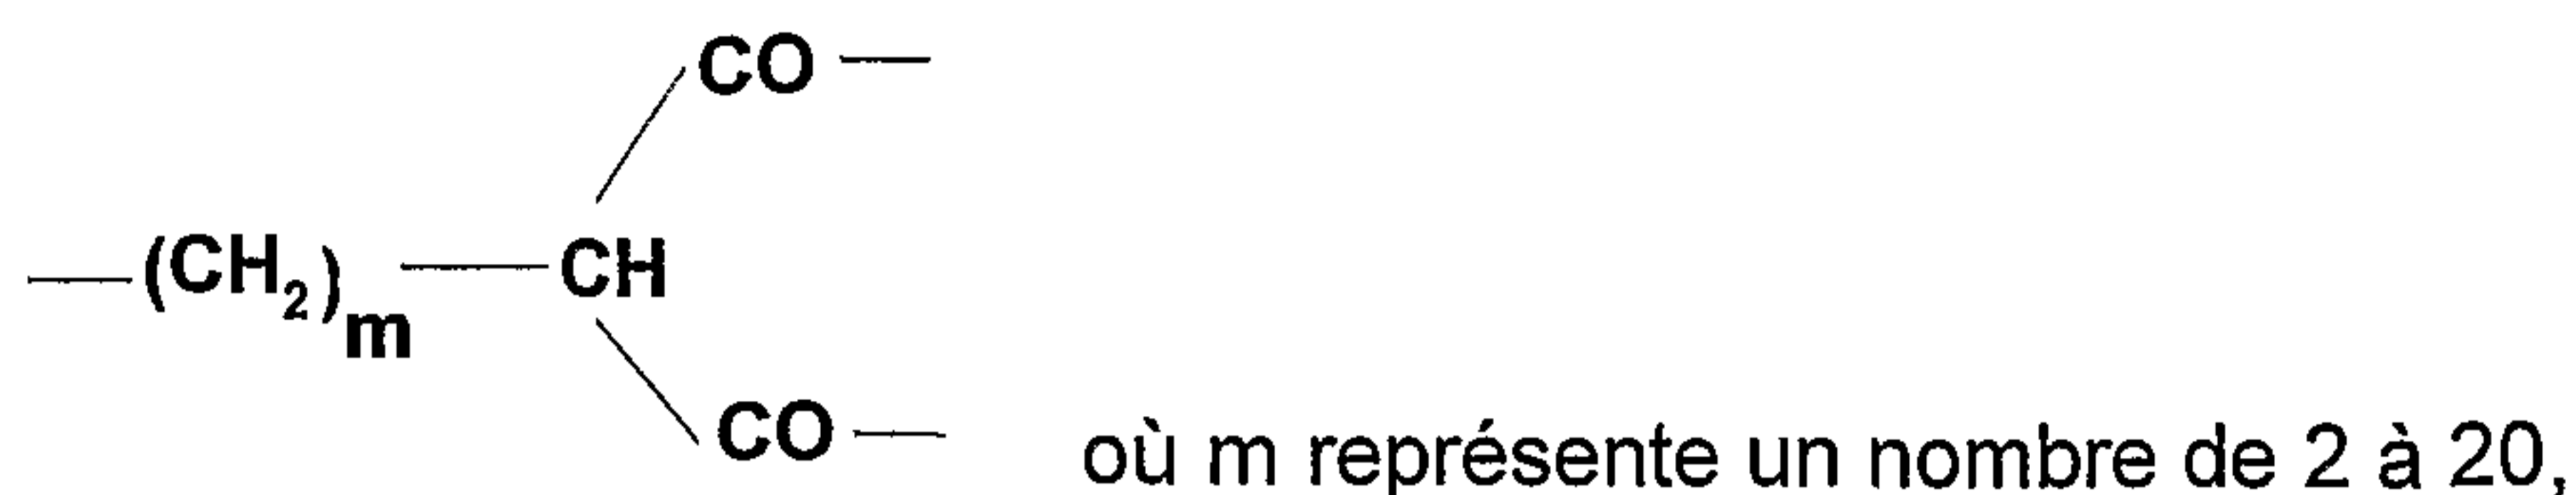 CO —
—(CH₂)m — CH
CO — où m représente un nombre de 2 à 20,